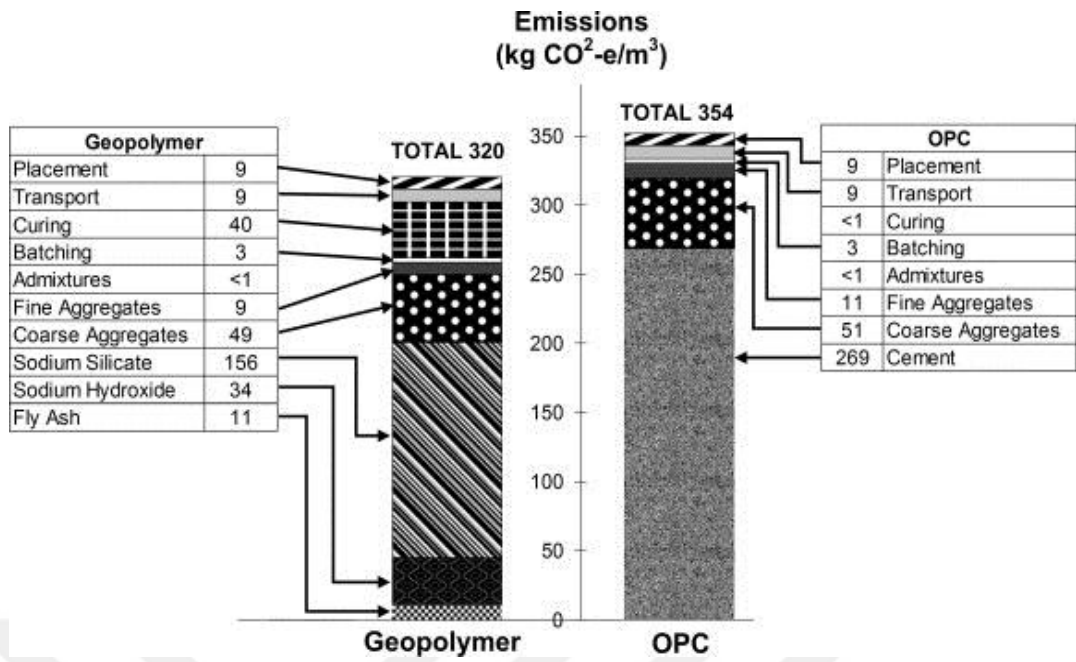 Emissions
(kg CO²-e/m³)
TOTAL 320
TOTAL 354
Geopolymer
Placement 9
Transport 9
Curing 40
Batching 3
Admixtures <1
Fine Aggregates 9
Coarse Aggregates 49
Sodium Silicate 156
Sodium Hydroxide 34
Fly Ash 11
350
300
250
200
150
100
50
0
OPC
9 Placement
9 Transport
<1 Curing
3 Batching
<1 Admixtures
11 Fine Aggregates
51 Coarse Aggregates
269 Cement
Geopolymer
OPC